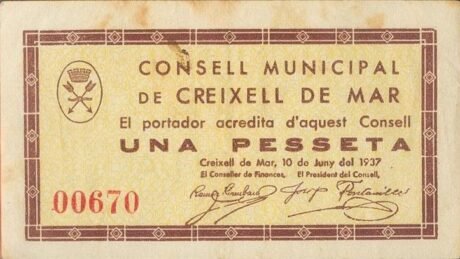 CONSELL MUNICIPAL
DE CREIXELL DE MAR
El portador acredita d'aquest Consell
UNA PESSETA
Creixell de Mar, 10 de Juny del 1937
El Conseller de Finances, El President del Consell,
00670